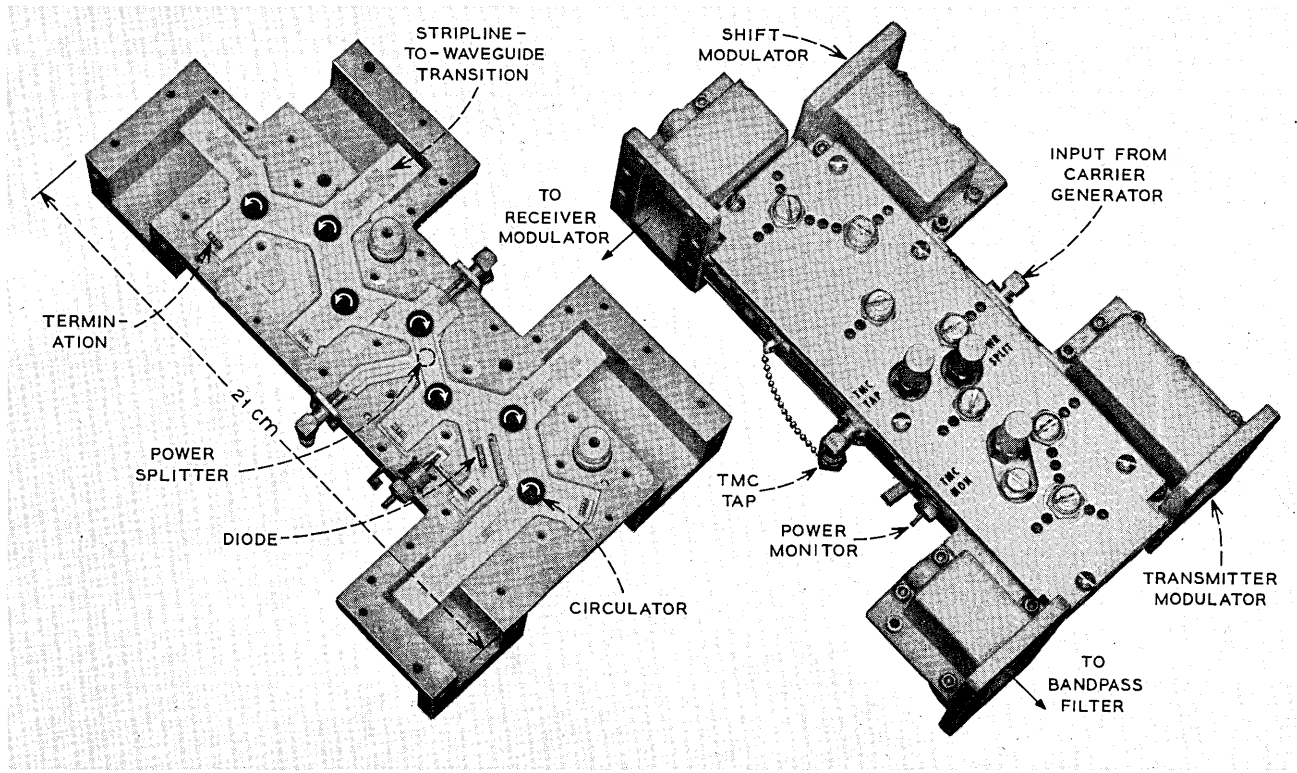 STRIPLINE-
TO-WAVEGUIDE
TRANSITION
SHIFT
MODULATOR
INPUT FROM
CARRIER
GENERATOR
TO
RECEIVER
MODULATOR
TERMIN-
ATION
21 cm
PWR
SPLIT
TMC
TAP
POWER
SPLITTER
TMC
TAP
TMC
MON
DIODE
POWER
MONITOR
CIRCULATOR
TRANSMITTER
MODULATOR
TO
BANDPASS
FILTER